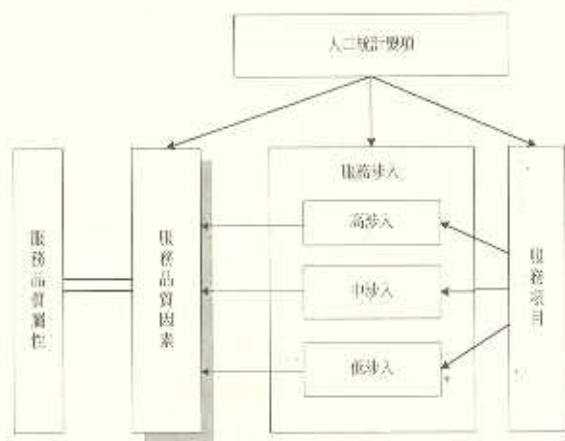 人口統計變項
服務涉入
高涉入
中涉入
低涉入
服務品質屬性
服務品質因素
服務項目